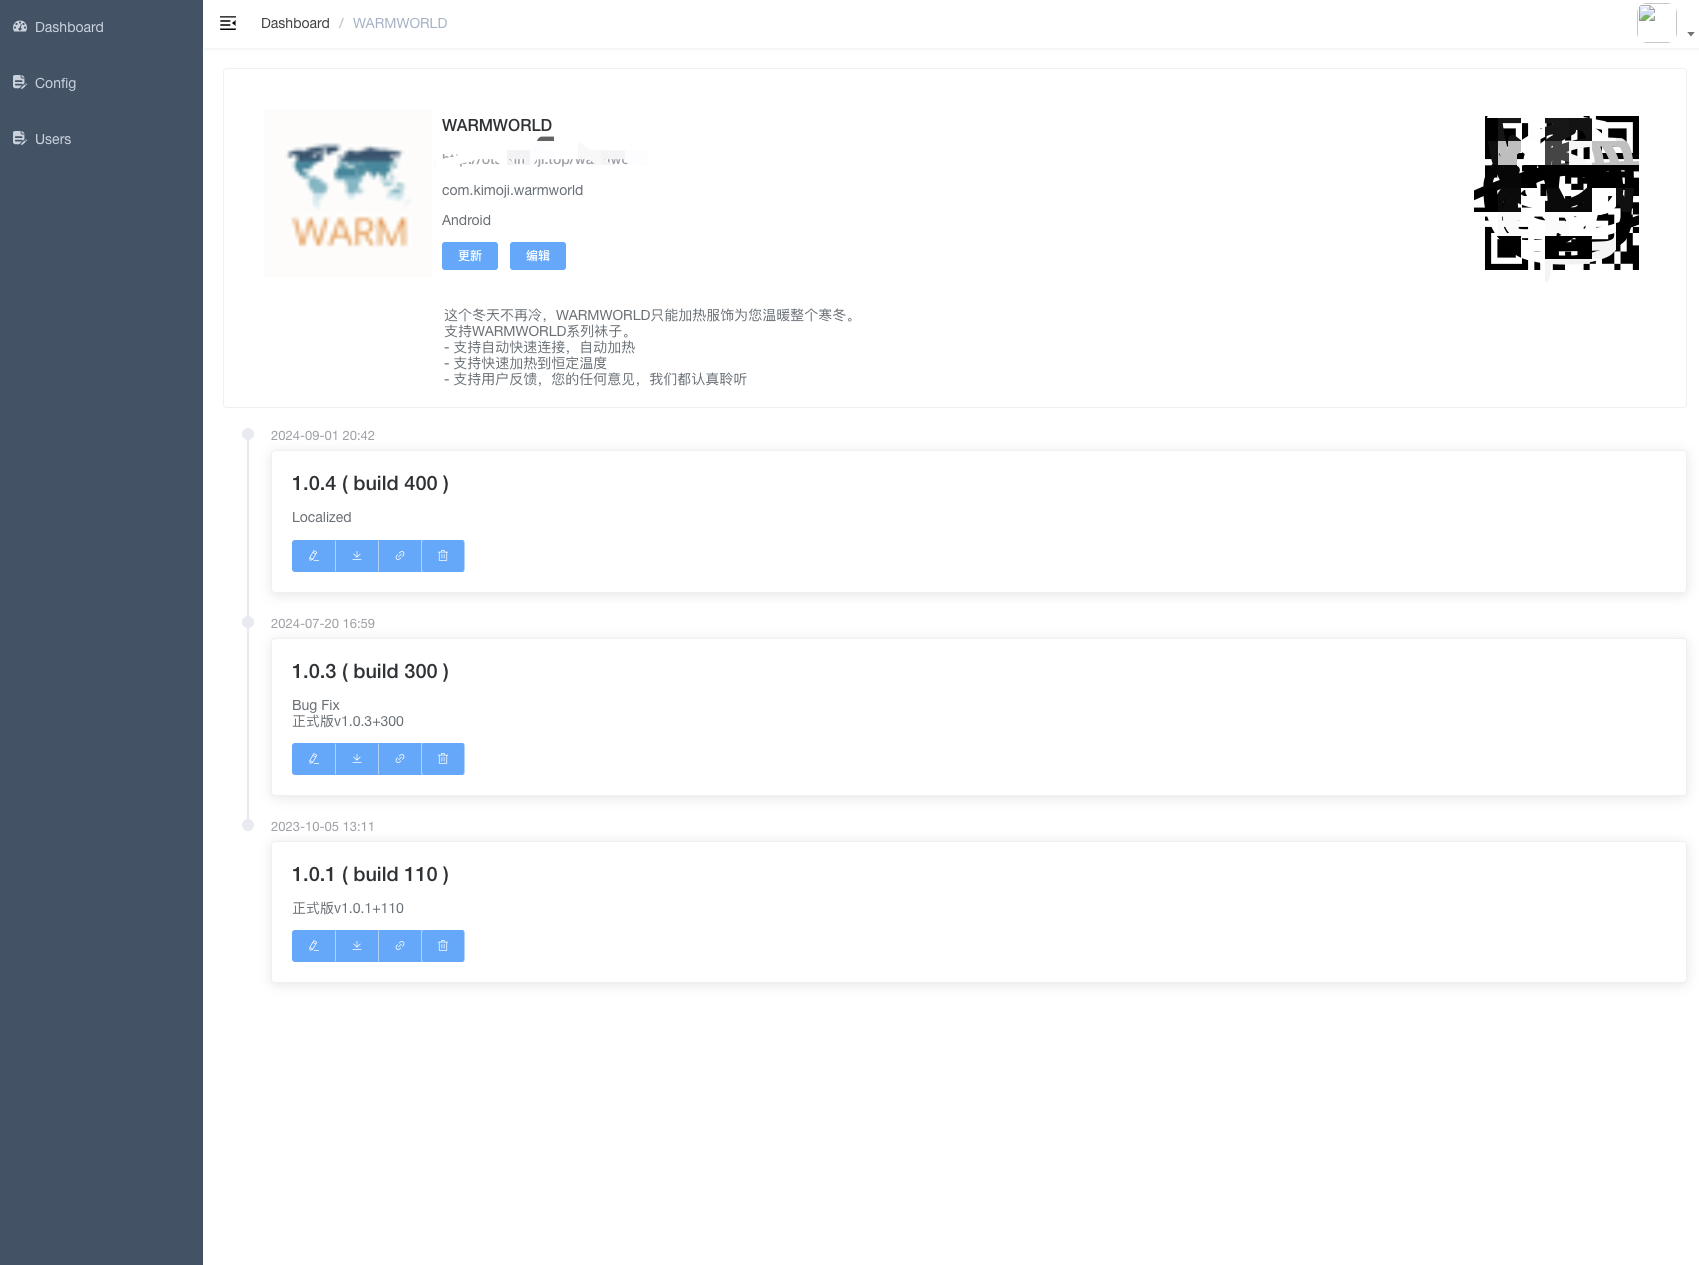 Dashboard
Config
Users
Dashboard / WARMWORLD
WARM
WARMWORLD
com.kimoji.warmworld
Android
更新 编辑
这个冬天不再冷，WARMWORLD只能加热服饰为您温暖整个寒冬。
支持WARMWORLD系列袜子。
- 支持自动快速连接，自动加热
- 支持快速加热到恒定温度
- 支持用户反馈，您的任何意见，我们都认真聆听
2024-09-01 20:42
1.0.4 ( build 400 )
Localized
2024-07-20 16:59
1.0.3 ( build 300 )
Bug Fix
正式版v1.0.3+300
2023-10-05 13:11
1.0.1 ( build 110 )
正式版v1.0.1+110